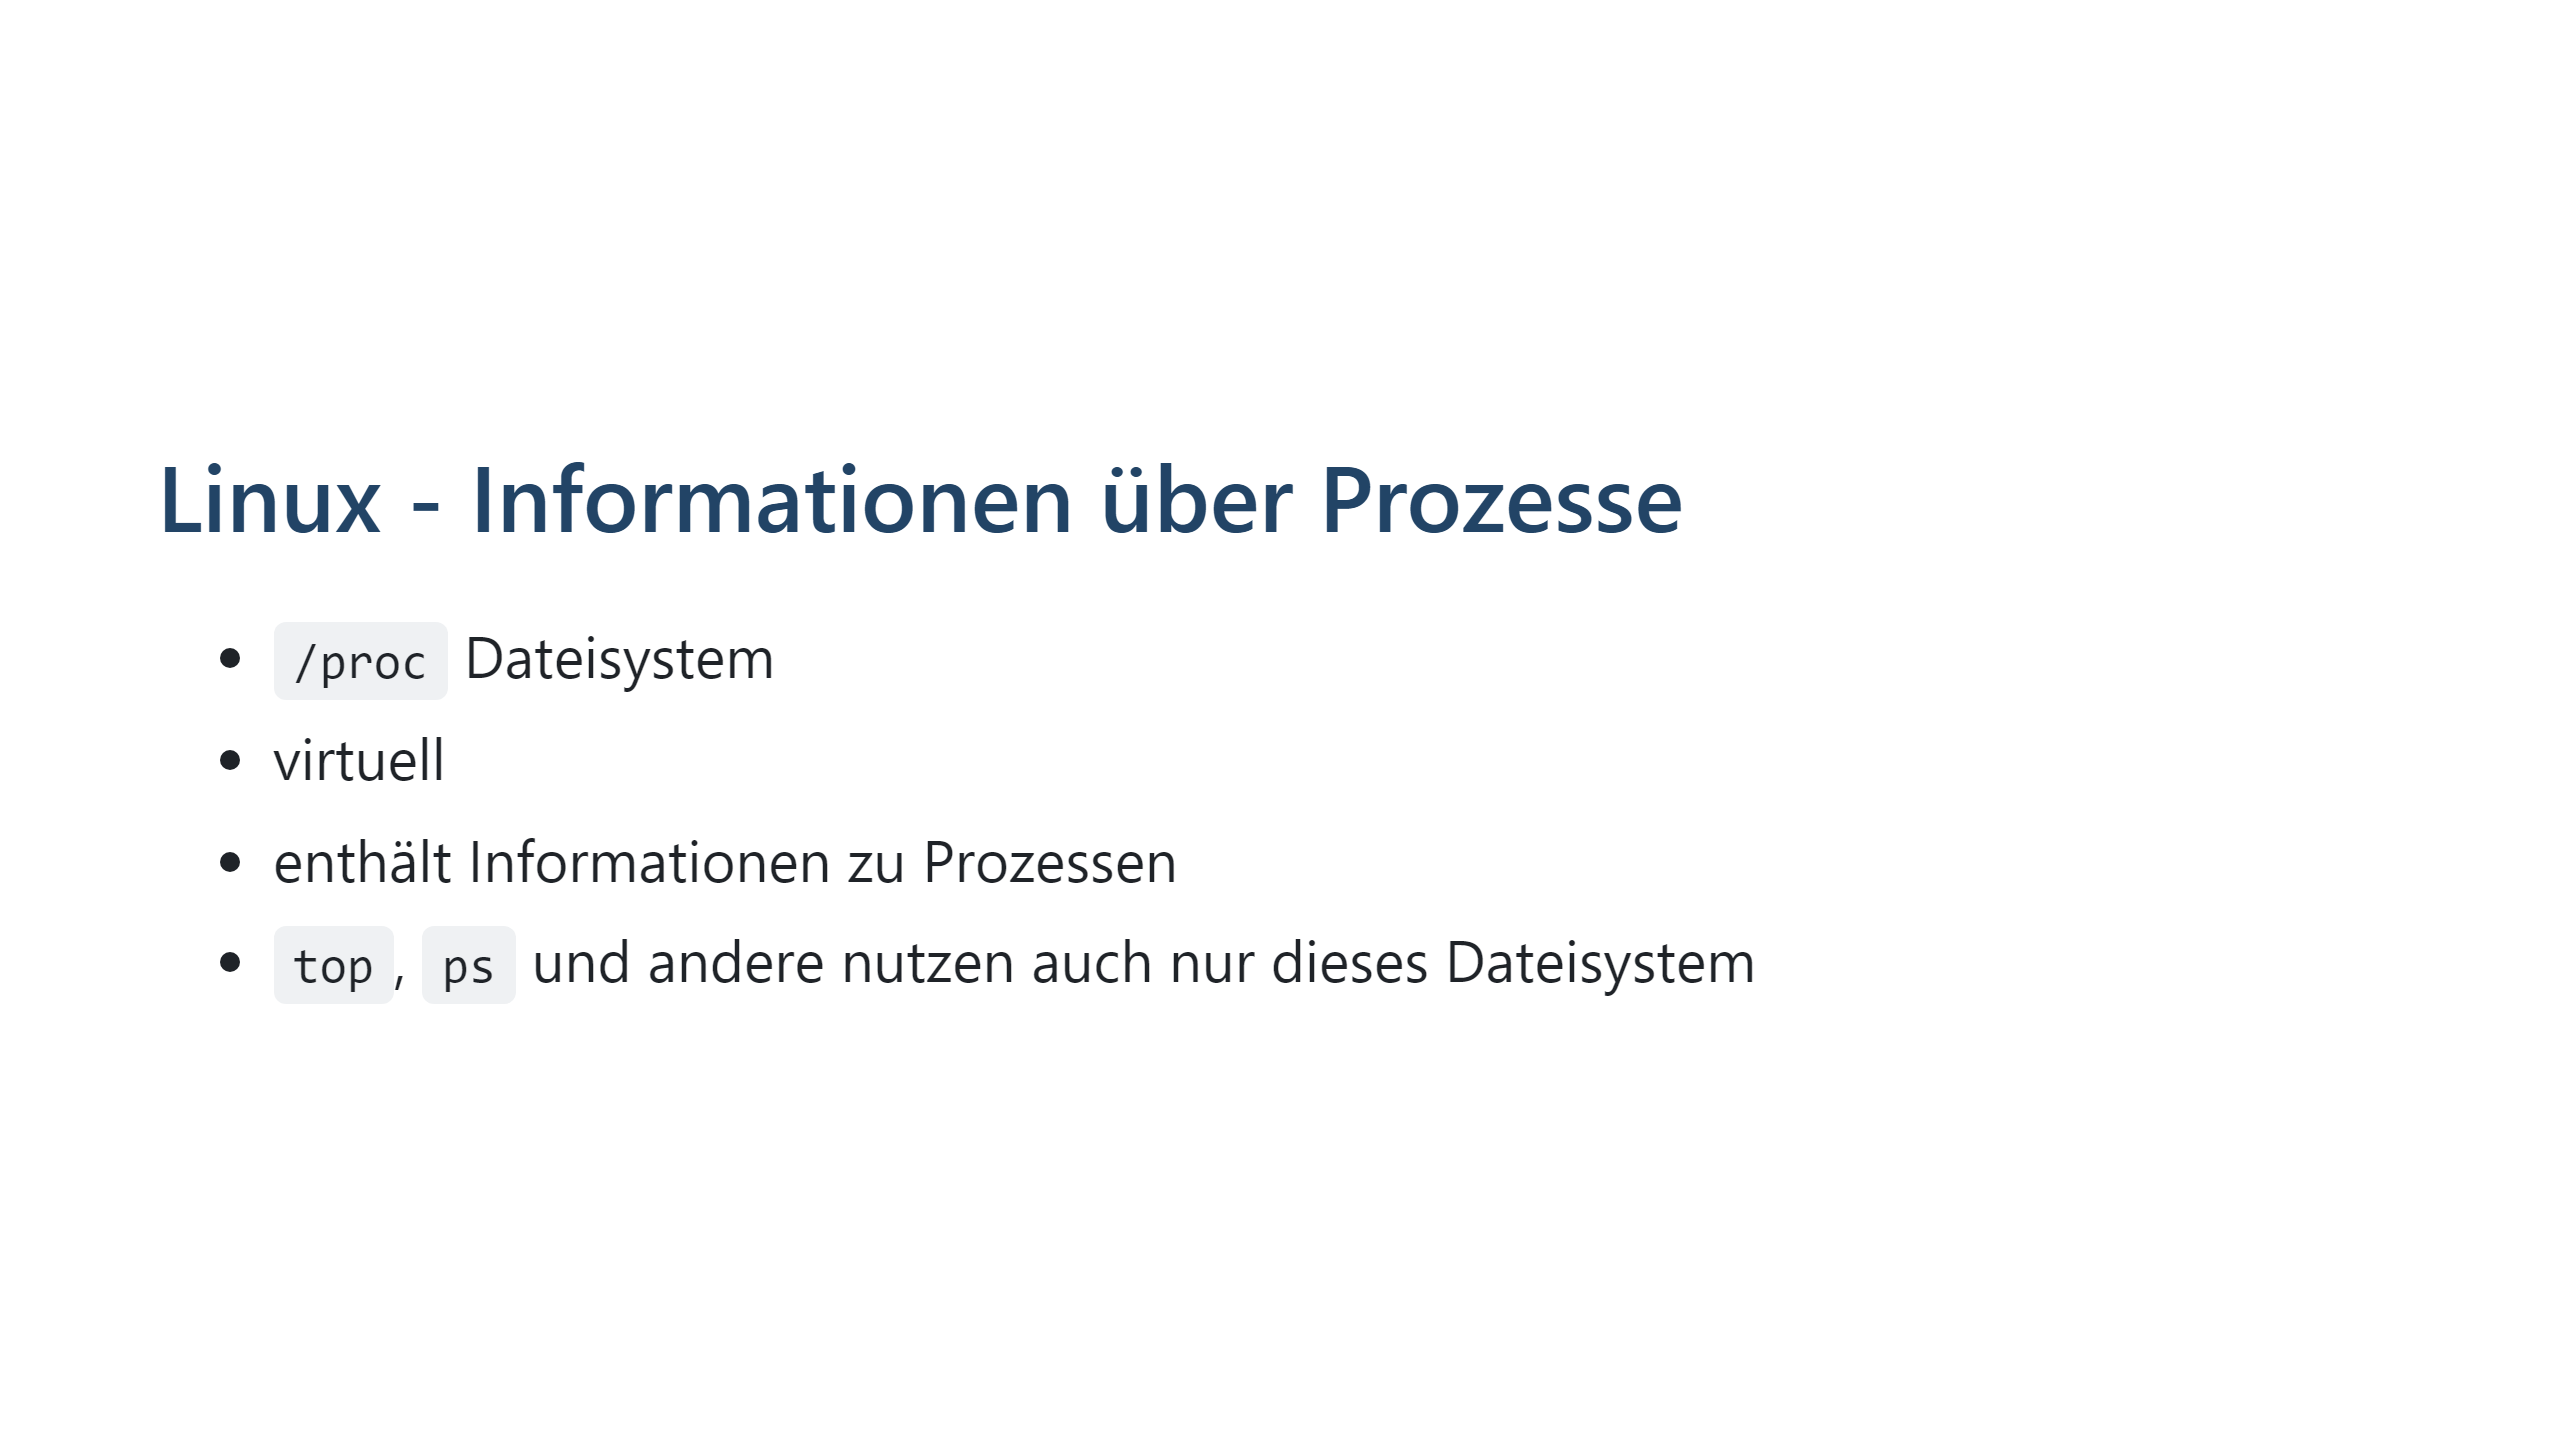 Linux - Informationen über Prozesse
• /proc Dateisystem
• virtuell
• enthält Informationen zu Prozessen
• top, ps und andere nutzen auch nur dieses Dateisystem